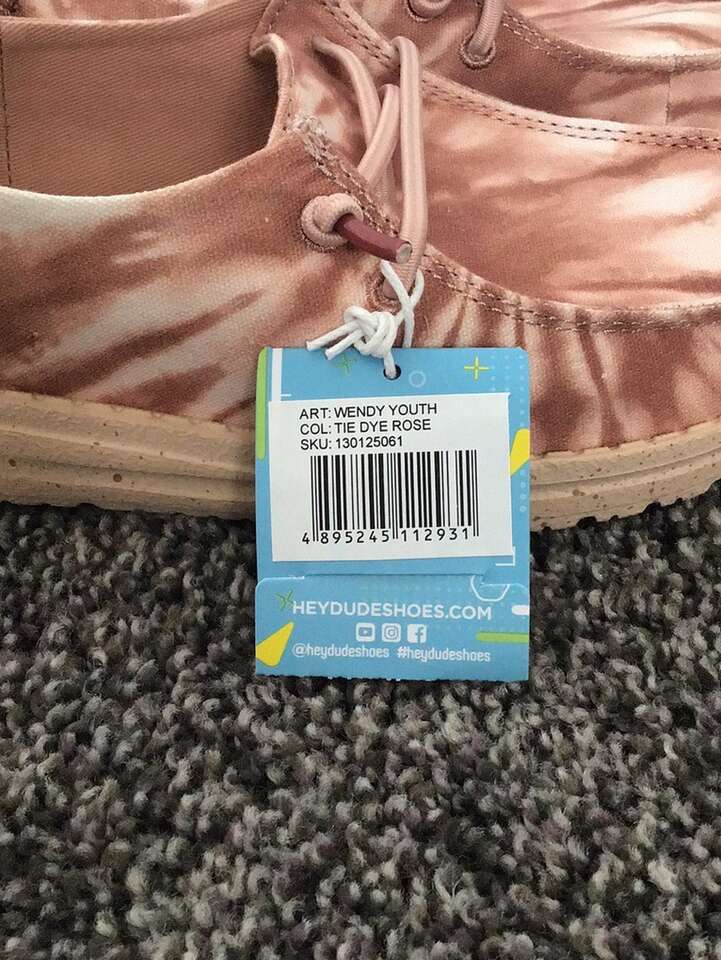 ART: WENDY YOUTH
COL: TIE DYE ROSE
SKU: 130125061
4 895245 112931
HEYDUDESHOES.COM
@heydudeshoes #heydudeshoes